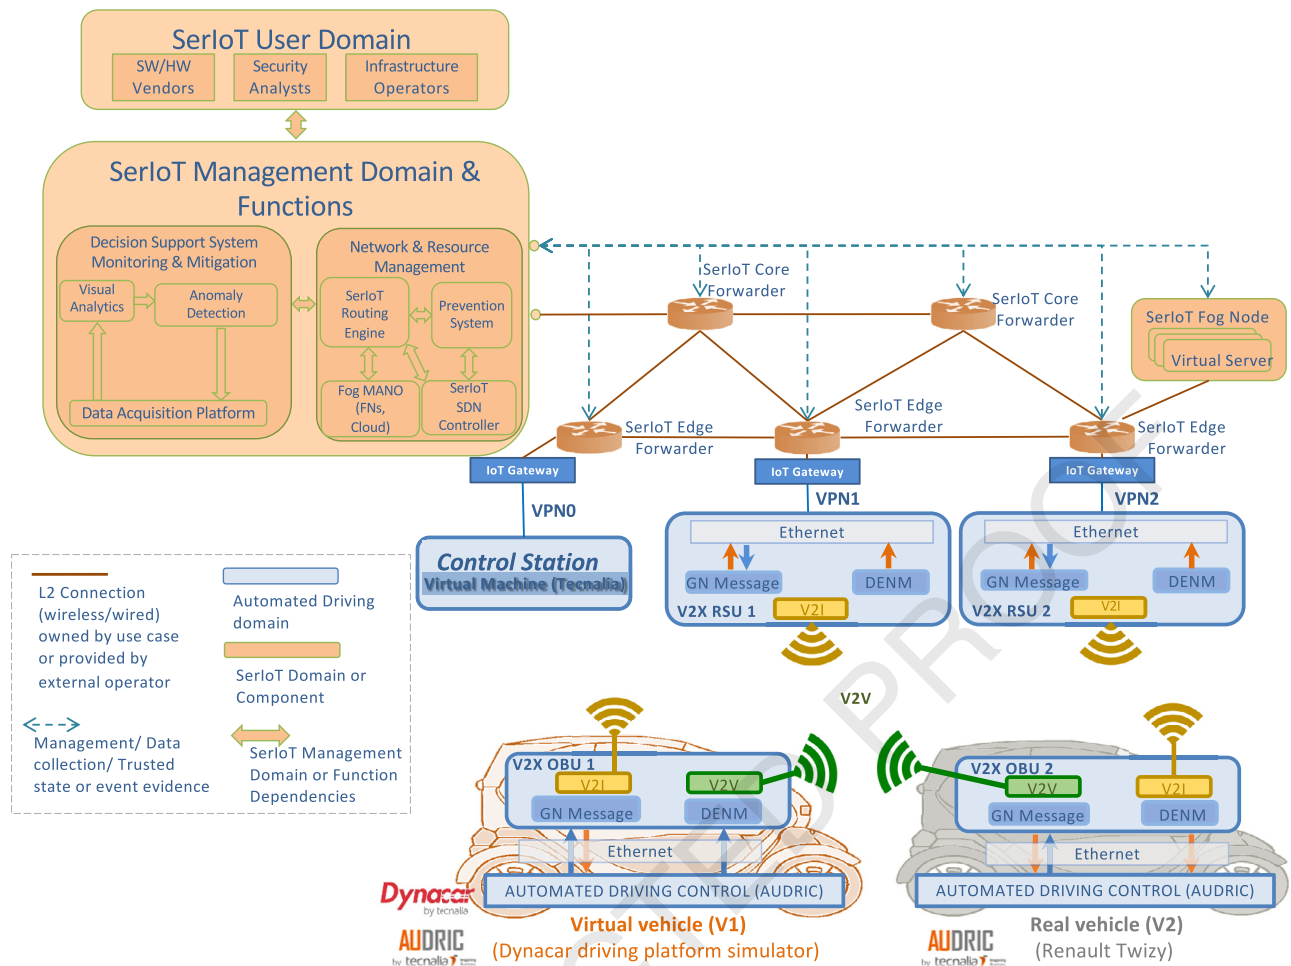 SerIoT User Domain
SW/HW
Vendors
Security
Analysts
Infrastructure
Operators
SerIoT Management Domain &
Functions
Decision Support System
Monitoring & Mitigation
Visual
Analytics
Anomaly
Detection
Data Acquisition Platform
Network & Resource
Management
SerIoT
Routing
Engine
Prevention
System
Fog MANO
(FNs,
Cloud)
SerIoT
SDN
Controller
SerIoT Core
Forwarder
SerIoT Core
Forwarder
SerIoT Fog Node
Virtual Server
SerIoT Edge
Forwarder
SerIoT Edge
Forwarder
SerIoT Edge
Forwarder
IoT Gateway
IoT Gateway
IoT Gateway
VPN0
VPN1
VPN2
Control Station
Virtual Machine (Tecnalia)
Ethernet
GN Message
DENM
V2X RSU 1
V2I
Ethernet
GN Message
DENM
V2X RSU 2
V2I
L2 Connection
(wireless/wired)
owned by use case
or provided by
external operator
Automated Driving
domain
SerIoT Domain or
Component
Management/ Data
collection/ Trusted
state or event evidence
SerIoT Management
Domain or Function
Dependencies
V2V
V2X OBU 1
V2I
V2V
GN Message
DENM
Ethernet
AUTOMATED DRIVING CONTROL (AUDRIC)
Dynacar
by tecnalia
AUDRIC
by tecnalia
Virtual vehicle (V1)
(Dynacar driving platform simulator)
V2X OBU 2
V2V
V2I
GN Message
DENM
Ethernet
AUTOMATED DRIVING CONTROL (AUDRIC)
AUDRIC
by tecnalia
Real vehicle (V2)
(Renault Twizy)
CTED PROOF